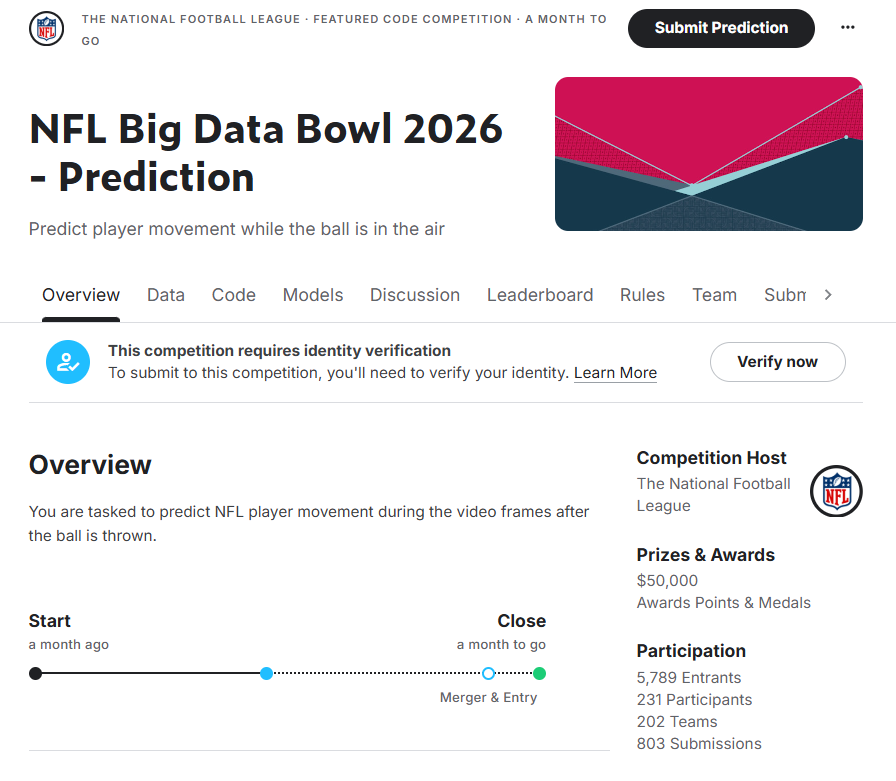 THE NATIONAL FOOTBALL LEAGUE · FEATURED CODE COMPETITION · A MONTH TO
GO
Submit Prediction
NFL Big Data Bowl 2026
- Prediction
Predict player movement while the ball is in the air
Overview Data Code Models Discussion Leaderboard Rules Team Subm
This competition requires identity verification
To submit to this competition, you'll need to verify your identity. Learn More
Verify now
Overview
You are tasked to predict NFL player movement during the video frames after
the ball is thrown.
Start
a month ago
Close
a month to go
Merger & Entry
Competition Host
The National Football
League
NFL
Prizes & Awards
$50,000
Awards Points & Medals
Participation
5,789 Entrants
231 Participants
202 Teams
803 Submissions